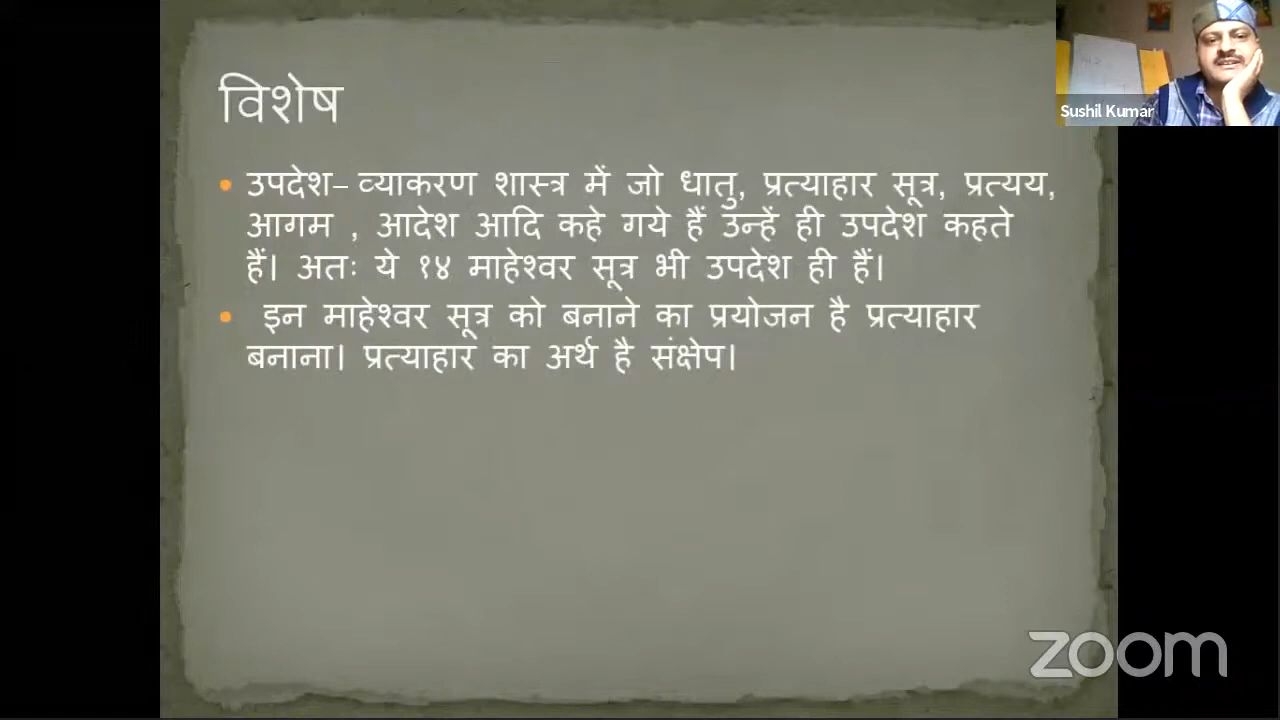 विशेष
उपदेश– व्याकरण शास्त्र में जो धातु, प्रत्याहार सूत्र, प्रत्यय,
आगम , आदेश आदि कहे गये हैं उन्हें ही उपदेश कहते
हैं। अतः ये १४ माहेश्वर सूत्र भी उपदेश ही हैं।
इन माहेश्वर सूत्र को बनाने का प्रयोजन है प्रत्याहार
बनाना। प्रत्याहार का अर्थ है संक्षेप।
Sushil Kumar
zoom